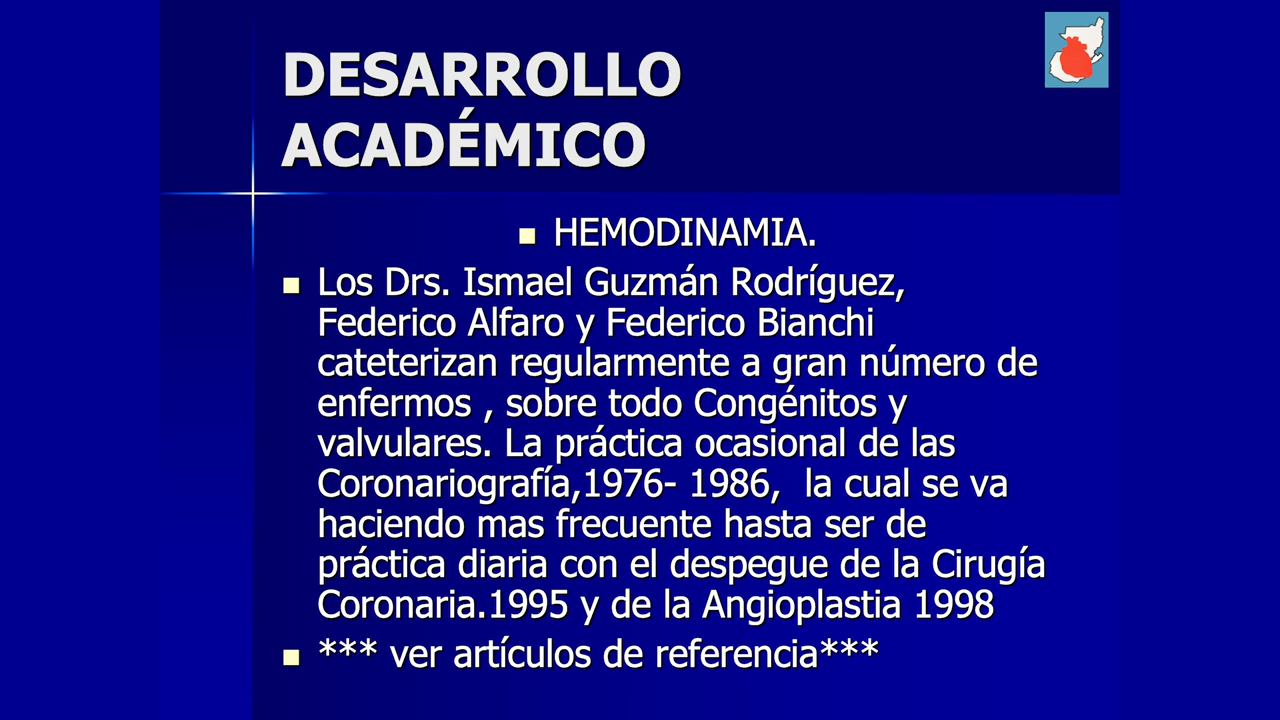 DESARROLLO
ACADÉMICO
HEMODINAMIA.
Los Drs. Ismael Guzmán Rodríguez,
Federico Alfaro y Federico Bianchi
cateterizan regularmente a gran número de
enfermos , sobre todo Congénitos y
valvulares. La práctica ocasional de las
Coronariografía,1976- 1986,  la cual se va
haciendo mas frecuente hasta ser de
práctica diaria con el despegue de la Cirugía
Coronaria.1995 y de la Angioplastia 1998
*** ver artículos de referencia***